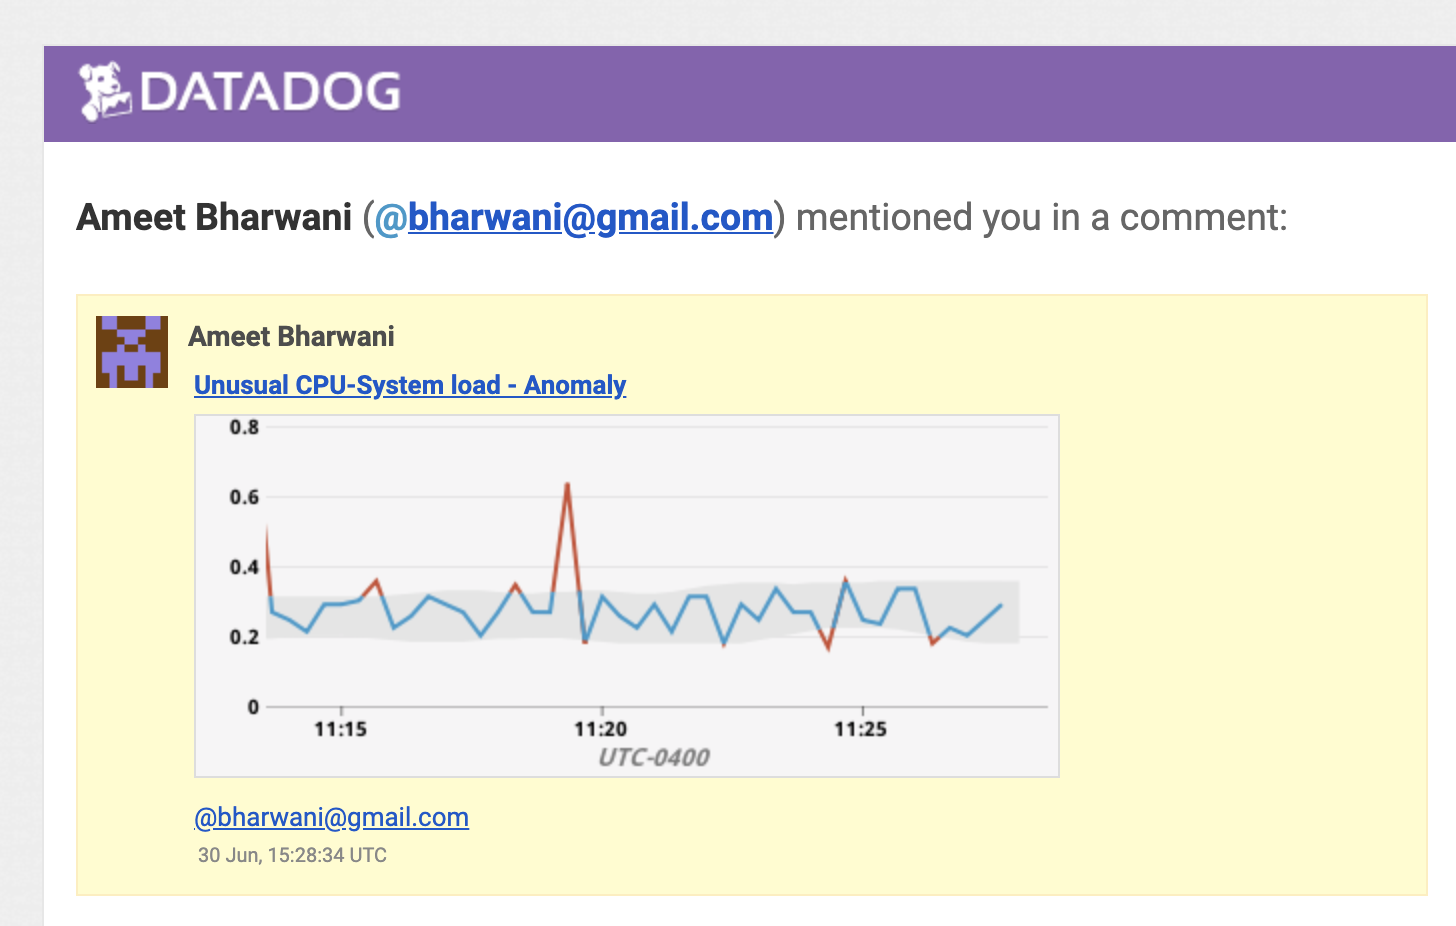 DATADOG
Ameet Bharwani (@bharwani@gmail.com) mentioned you in a comment:
Ameet Bharwani
Unusual CPU-System load - Anomaly
0.8
0.6
0.4
0.2
0
11:15 11:20 11:25
UTC-0400
@bharwani@gmail.com
30 Jun, 15:28:34 UTC